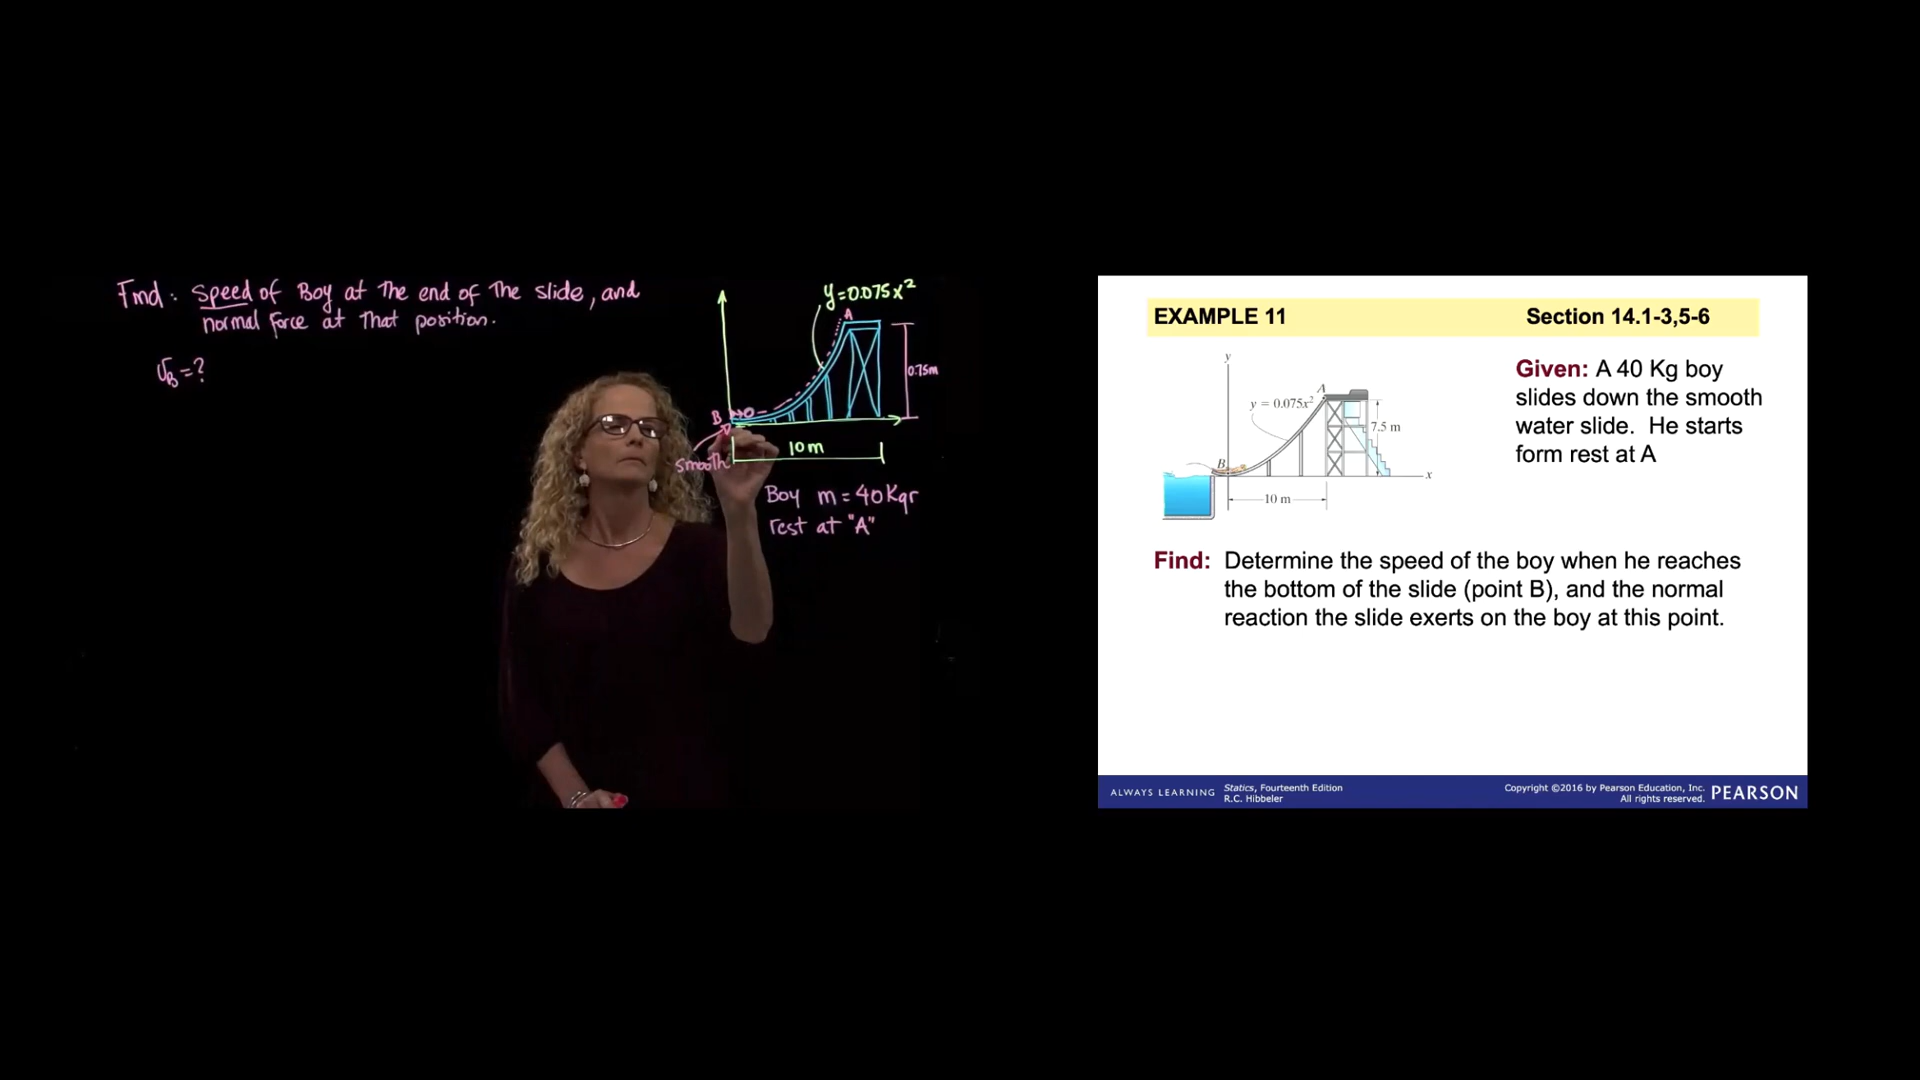 Find: Speed of Boy at the end of the slide, and
normal force at that position.
vB=?
y=0.075x²
A
0.75m
B
10m
smooth
Boy m=40Kgr
rest at "A"
EXAMPLE 11 Section 14.1-3,5-6
Given: A 40 Kg boy
slides down the smooth
water slide. He starts
form rest at A
y
A
y = 0.075x²
7.5 m
B
x
10 m
Find: Determine the speed of the boy when he reaches
the bottom of the slide (point B), and the normal
reaction the slide exerts on the boy at this point.
ALWAYS LEARNING
Statics, Fourteenth Edition
R.C. Hibbeler
Copyright ©2016 by Pearson Education, Inc.
All rights reserved.
PEARSON